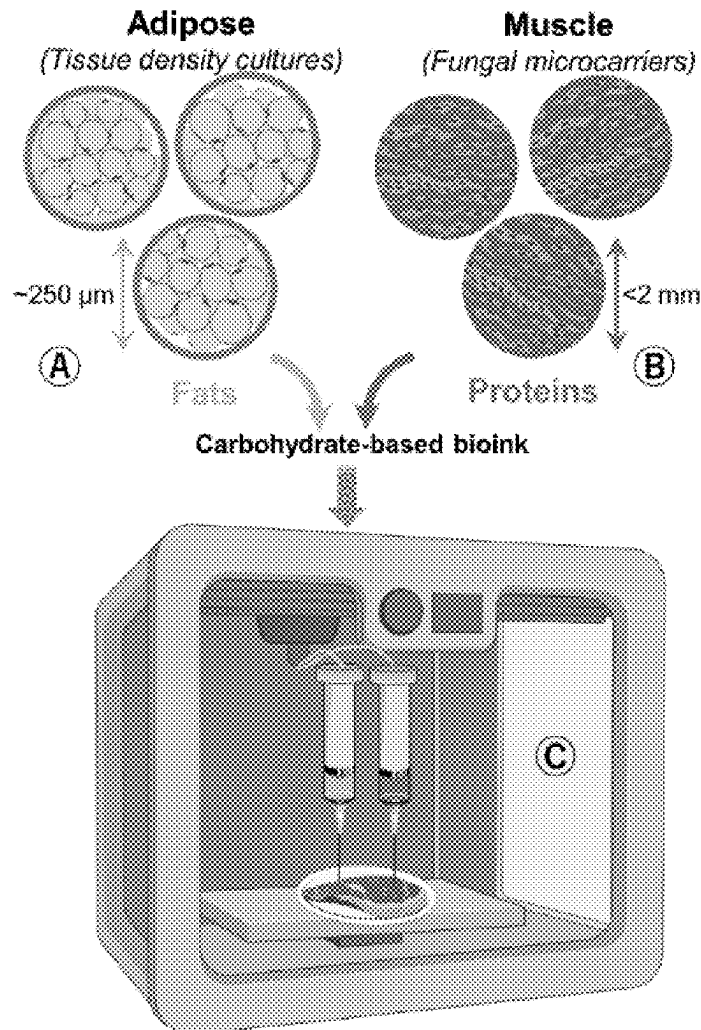 Adipose
(Tissue density cultures)
Muscle
(Fungal microcarriers)
~250 µm
<2 mm
A
B
Fats
Proteins
Carbohydrate-based bioink
C